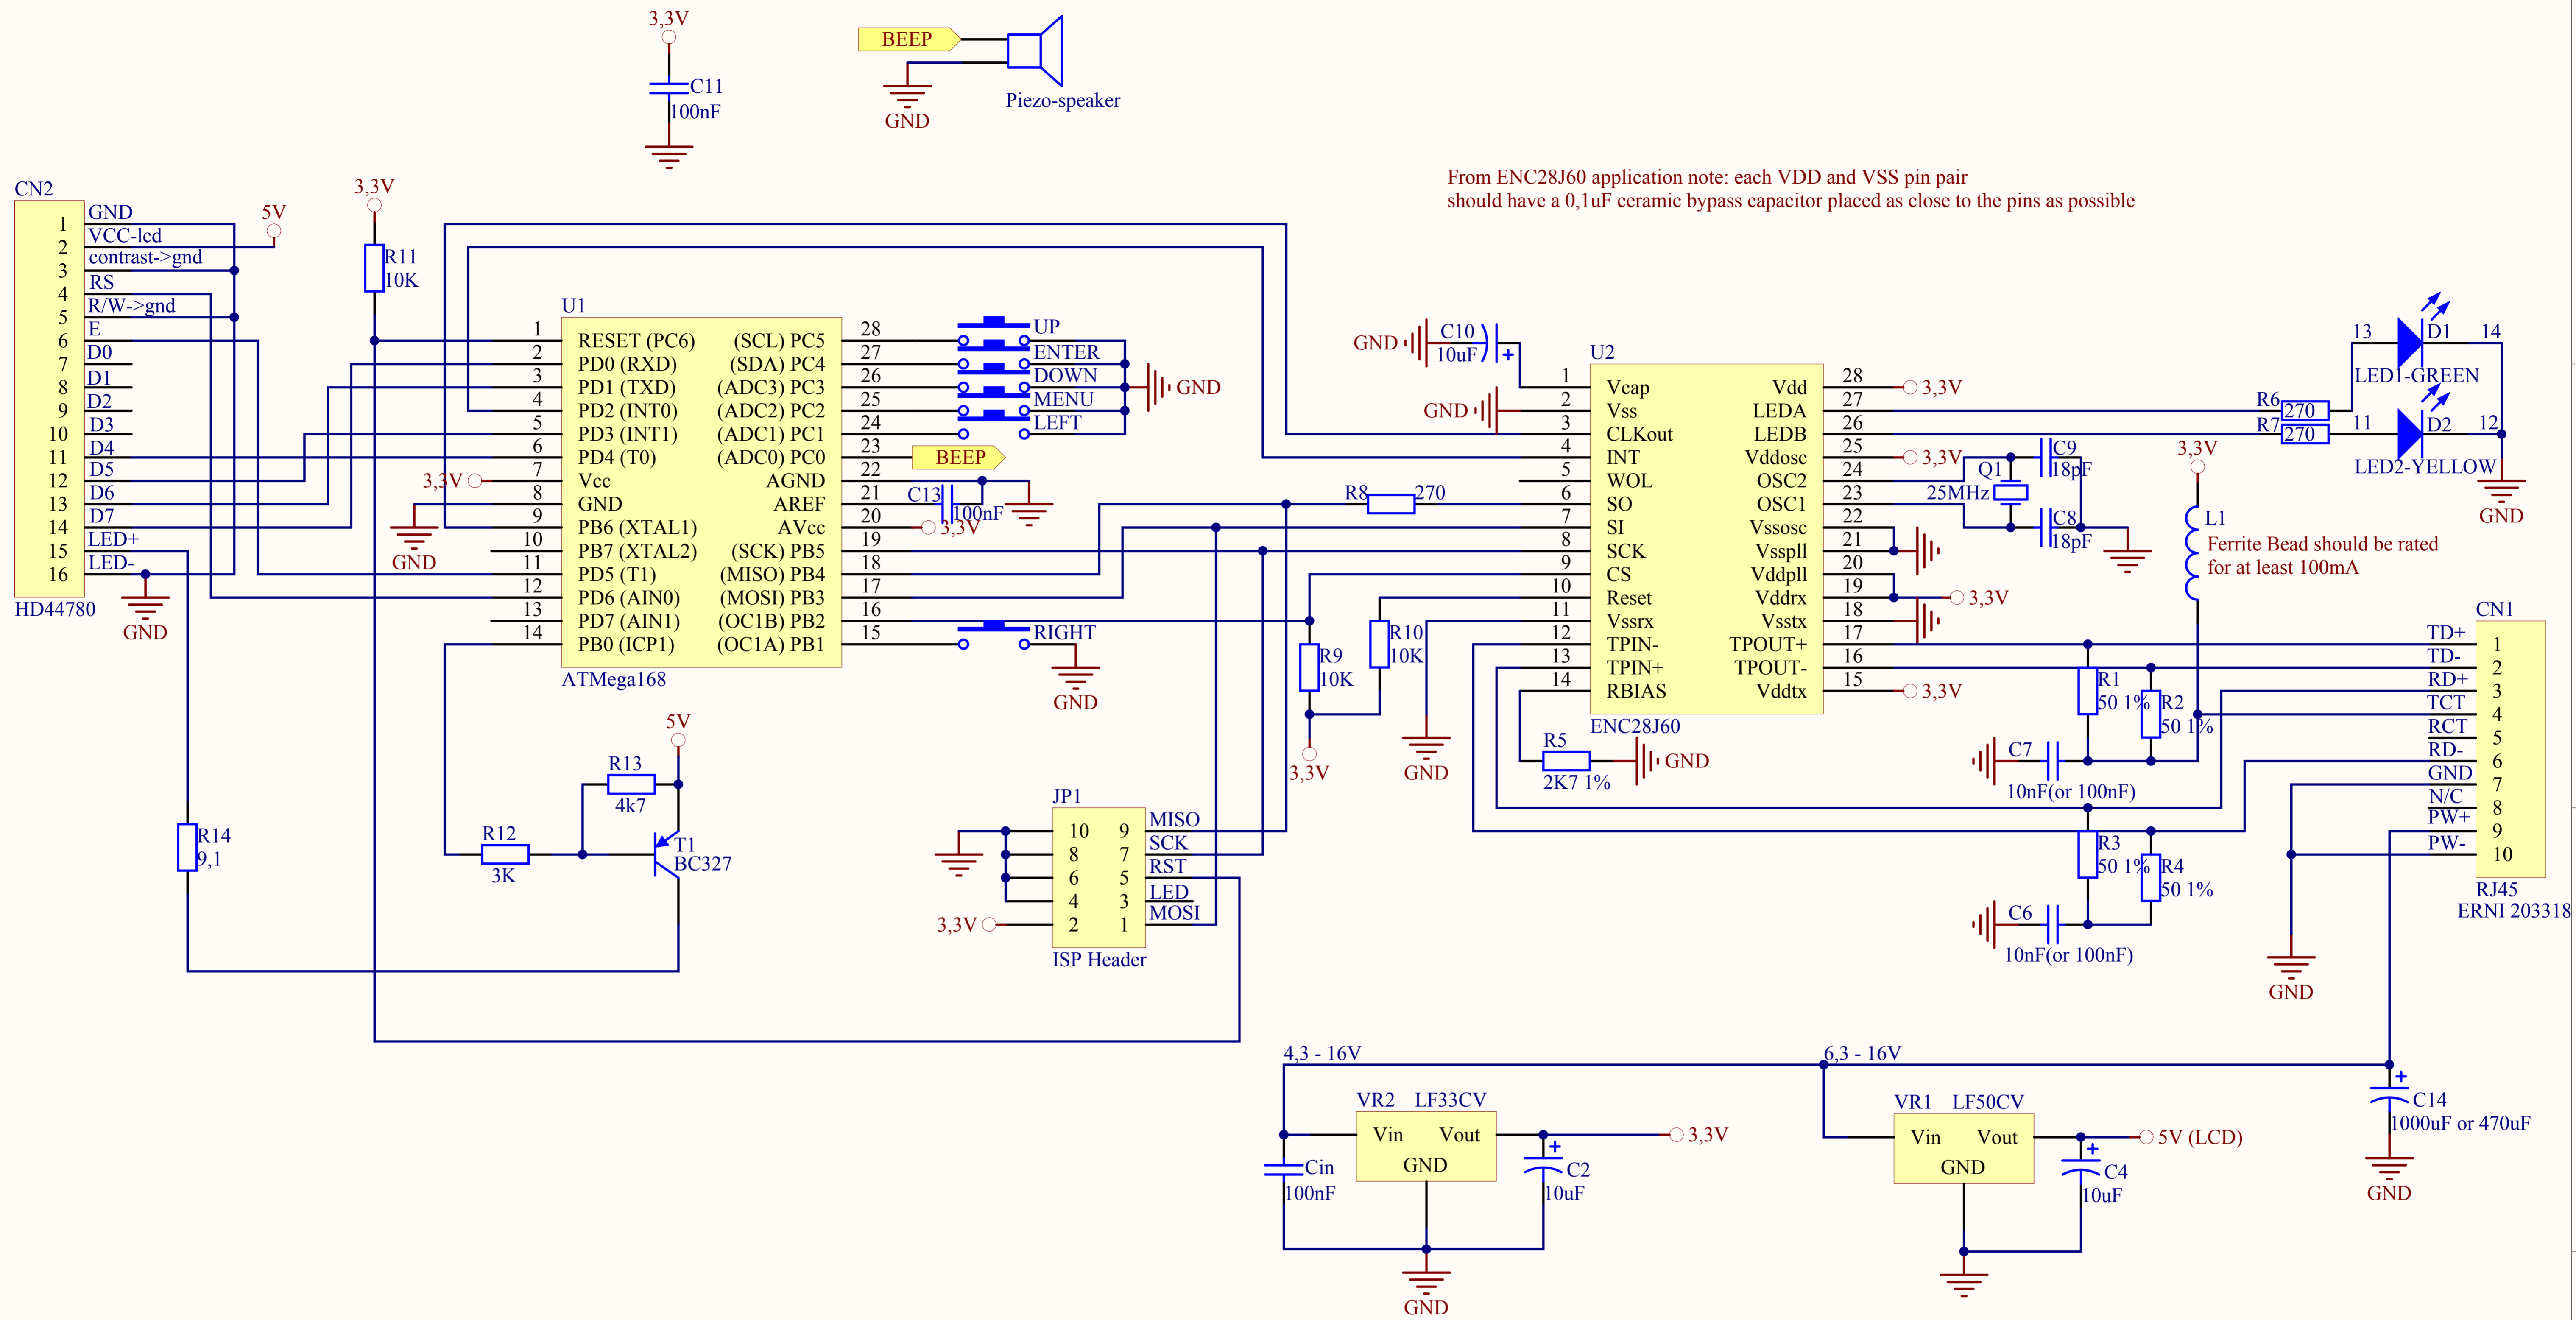 3,3V
C11
100nF
BEEP
GND
Piezo-speaker
From ENC28J60 application note: each VDD and VSS pin pair
should have a 0,1uF ceramic bypass capacitor placed as close to the pins as possible
CN2
1 GND
2 VCC-lcd
3 contrast->gnd
4 RS
5 R/W->gnd
6 E
7 D0
8 D1
9 D2
10 D3
11 D4
12 D5
13 D6
14 D7
15 LED+
16 LED-
HD44780
5V
GND
3,3V
R11
10K
U1
1 RESET (PC6) (SCL) PC5 28
2 PD0 (RXD) (SDA) PC4 27
3 PD1 (TXD) (ADC3) PC3 26
4 PD2 (INT0) (ADC2) PC2 25
5 PD3 (INT1) (ADC1) PC1 24
6 PD4 (T0) (ADC0) PC0 23
7 Vcc AGND 22
8 GND AREF 21
9 PB6 (XTAL1) AVcc 20
10 PB7 (XTAL2) (SCK) PB5 19
11 PD5 (T1) (MISO) PB4 18
12 PD6 (AIN0) (MOSI) PB3 17
13 PD7 (AIN1) (OC1B) PB2 16
14 PB0 (ICP1) (OC1A) PB1 15
ATMega168
3,3V
GND
UP
ENTER
DOWN
MENU
LEFT
GND
BEEP
C13
100nF
3,3V
RIGHT
GND
GND
C10
10uF
+
GND
R8
270
R9
10K
R10
10K
3,3V
GND
U2
1 Vcap Vdd 28
2 Vss LEDA 27
3 CLKout LEDB 26
4 INT Vddosc 25
5 WOL OSC2 24
6 SO OSC1 23
7 SI Vssosc 22
8 SCK Vsspll 21
9 CS Vddpll 20
10 Reset Vddrx 19
11 Vssrx Vsstx 18
12 TPIN- TPOUT+ 17
13 TPIN+ TPOUT- 16
14 RBIAS Vddtx 15
ENC28J60
3,3V
3,3V
3,3V
3,3V
R5
2K7 1%
GND
Q1
25MHz
C9
18pF
C8
18pF
R6
270
R7
270
13 D1 14
LED1-GREEN
11 D2 12
LED2-YELLOW
GND
3,3V
L1
Ferrite Bead should be rated
for at least 100mA
R1
50 1%
R2
50 1%
C7
10nF(or 100nF)
R3
50 1%
R4
50 1%
C6
10nF(or 100nF)
CN1
TD+ 1
TD- 2
RD+ 3
TCT 4
RCT 5
RD- 6
GND 7
N/C 8
PW+ 9
PW- 10
RJ45
ERNI 203318
GND
5V
R13
4k7
R12
3K
T1
BC327
R14
9,1
JP1
10 9 MISO
8 7 SCK
6 5 RST
4 3 LED
2 1 MOSI
3,3V
ISP Header
4,3 - 16V
6,3 - 16V
VR2 LF33CV
Vin Vout
GND
Cin
100nF
+
C2
10uF
3,3V
GND
VR1 LF50CV
Vin Vout
GND
+
C4
10uF
5V (LCD)
+
C14
1000uF or 470uF
GND